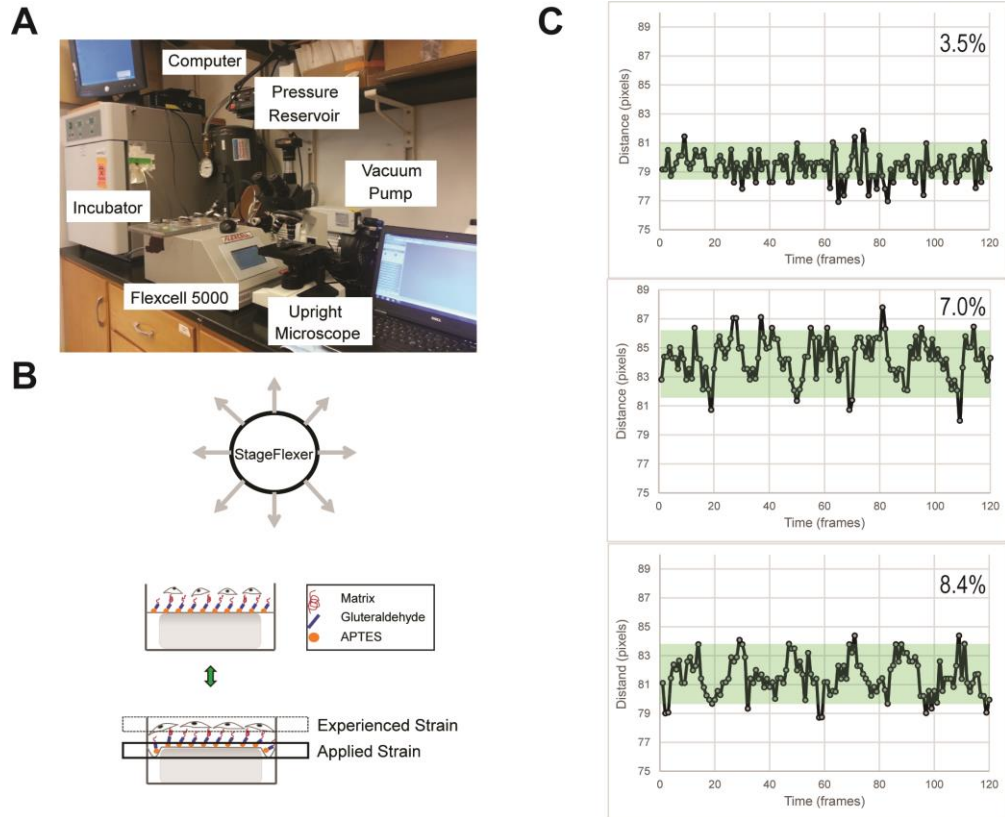 A
Computer
Pressure
Reservoir
Vacuum
Pump
Incubator
Flexcell 5000
Upright
Microscope
B
StageFlexer
Matrix
Gluteraldehyde
APTES
Experienced Strain
Applied Strain
C
3.5%
Distance (pixels)
89
87
85
83
81
79
77
75
0 20 40 60 80 100 120
Time (frames)
7.0%
Distance (pixels)
89
87
85
83
81
79
77
75
0 20 40 60 80 100 120
Time (frames)
8.4%
Distand (pixels)
89
87
85
83
81
79
77
75
0 20 40 60 80 100 120
Time (frames)